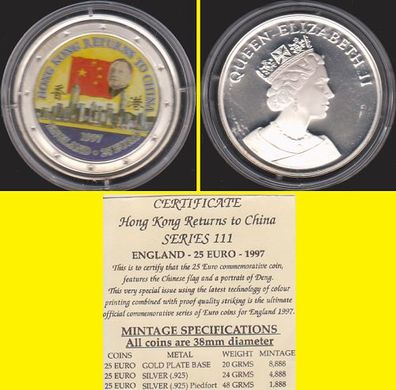 HONG KONG RETURNS TO CHINA
香 港
1997
ENGLAND • 25 EURO
QUEEN·ELIZABETH·II
CERTIFICATE
Hong Kong Returns to China
SERIES 111
ENGLAND - 25 EURO - 1997
This is to certify that the 25 Euro commemorative coin,
features the Chinese flag and a portrait of Deng.
This very special issue using the latest technology of colour
printing combined with proof quality striking is the ultimate
official commemorative series of Euro coins for England 1997.
MINTAGE SPECIFICATIONS
All coins are 38mm diameter
COINS METAL WEIGHT MINTAGE
25 EURO GOLD PLATE BASE 20 GRMS 8,888
25 EURO SILVER (.925) 24 GRMS 4,888
25 EURO SILVER (.925) Piedfort 48 GRMS 1,888